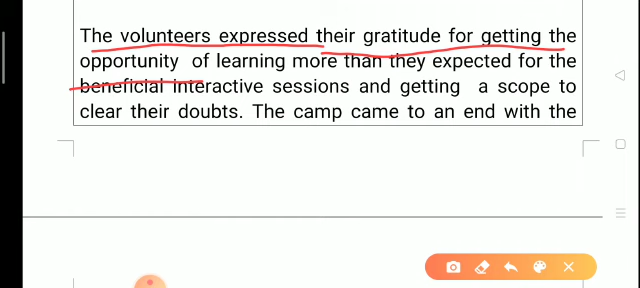 The volunteers expressed their gratitude for getting the
opportunity of learning more than they expected for the
beneficial interactive sessions and getting a scope to
clear their doubts. The camp came to an end with the